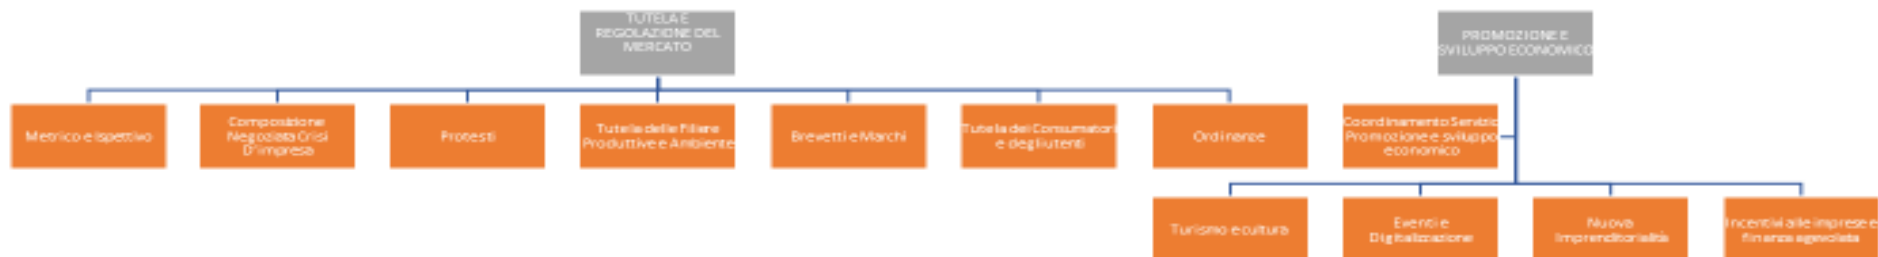 TUTELA E
REGOLAZIONE DEL
MERCATO
PROMOZIONE E
SVILUPPO ECONOMICO
Metrico e Ispettivo
Composizione
Negoziata Crisi
D'impresa
Protesti
Tutela delle Filiere
Produttive e Ambiente
Brevetti e Marchi
Tutela dei Consumatori
e degli utenti
Ordinanze
Coordinamento Servizio
Promozione e sviluppo
economico
Turismo e cultura
Eventi e
Digitalizzazione
Nuova
Imprenditorialità
Incentivi alle imprese e
finanza agevolata